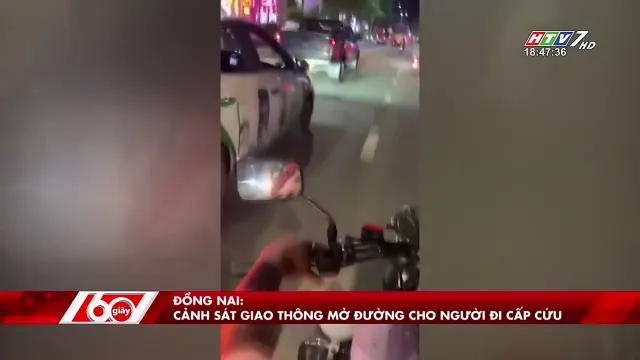 HTV7 HD
18:47:36
60 giây
ĐỒNG NAI:
CẢNH SÁT GIAO THÔNG MỞ ĐƯỜNG CHO NGƯỜI ĐI CẤP CỨU